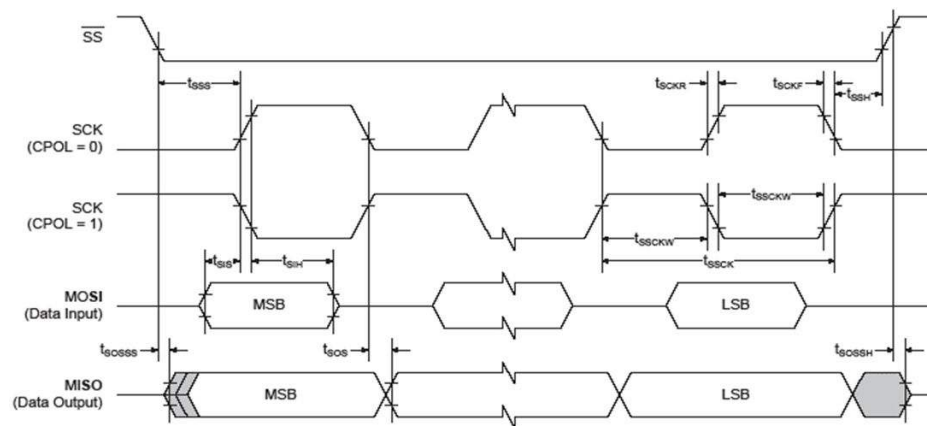 SS
tSSS
tSCKR
tSCKF
tSSH
SCK
(CPOL = 0)
SCK
(CPOL = 1)
tSSCKW
tSSCKW
tSSCK
tSIS
tSIH
MOSI
(Data Input)
MSB
LSB
tSOSSS
tSOS
tSOSSH
MISO
(Data Output)
MSB
LSB